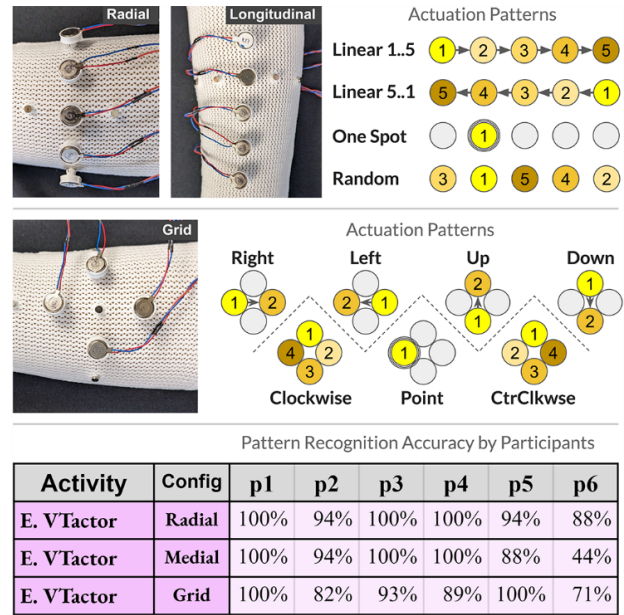 Radial
Longitudinal
Actuation Patterns
Linear 1..5 1 2 3 4 5
Linear 5..1 5 4 3 2 1
One Spot 1
Random 3 1 5 4 2
Grid
Actuation Patterns
Right Left Up Down
1 2 2 1 2 1 1 2
1 4 2 3 1 1 2 4 3
Clockwise Point CtrClkwse
Pattern Recognition Accuracy by Participants
Activity Config p1 p2 p3 p4 p5 p6
E. VTactor Radial 100% 94% 100% 100% 94% 88%
E. VTactor Medial 100% 94% 100% 100% 88% 44%
E. VTactor Grid 100% 82% 93% 89% 100% 71%